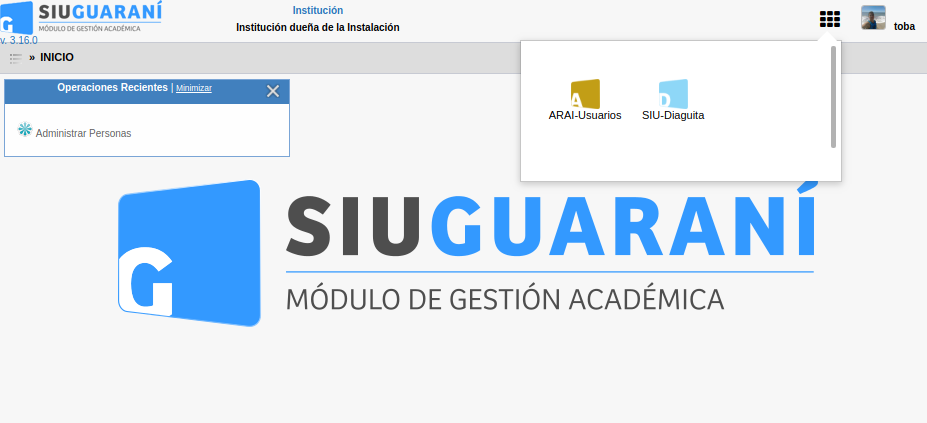 G SIUGUARANÍ
MÓDULO DE GESTIÓN ACADÉMICA
v. 3.16.0
Institución
Institución dueña de la Instalación
toba
» INICIO
Operaciones Recientes | Minimizar
Administrar Personas
A
D
ARAI-Usuarios
SIU-Diaguita
G
SIUGUARANÍ
MÓDULO DE GESTIÓN ACADÉMICA